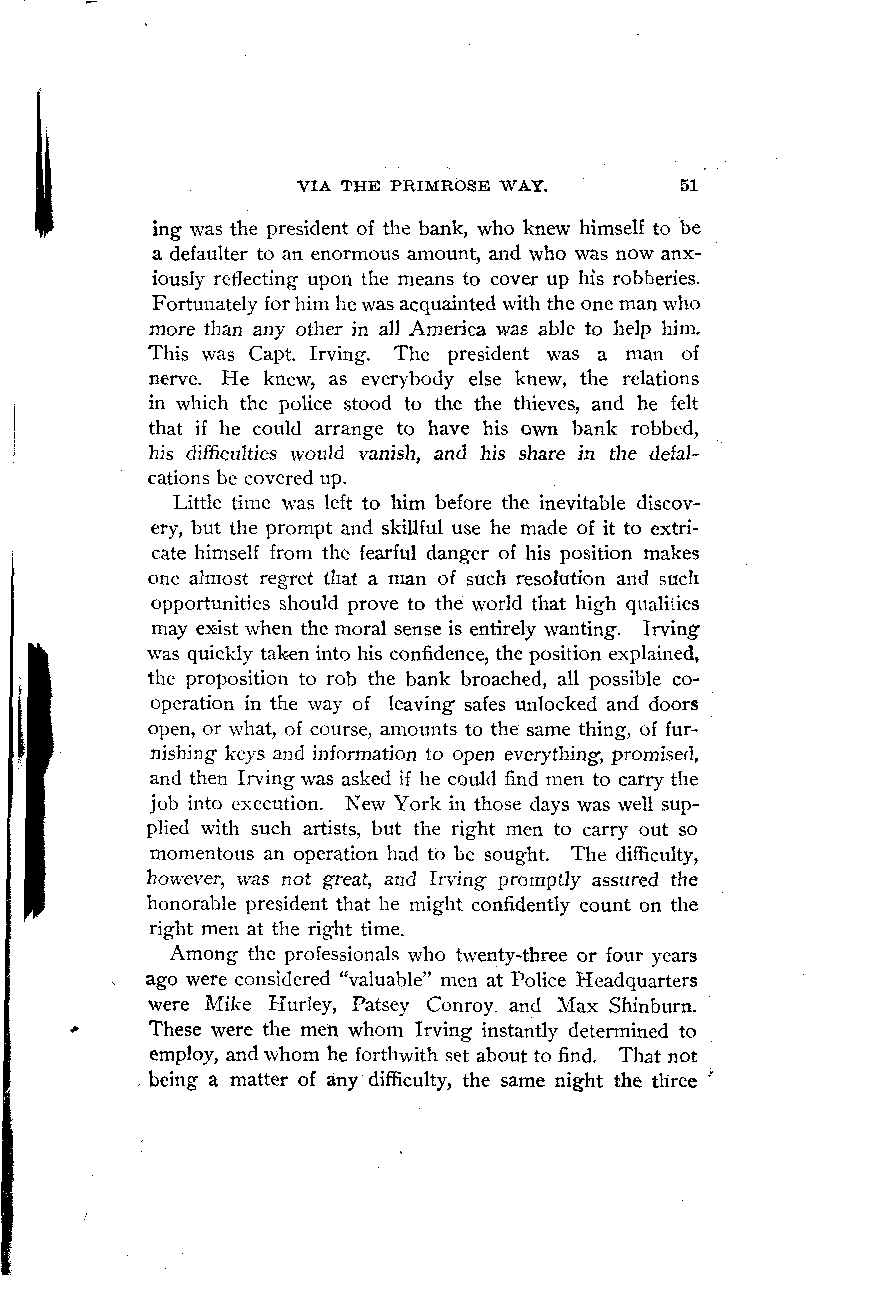 VIA THE PRIMROSE WAY. 51
ing was the president of the bank, who knew himself to be
a defaulter to an enormous amount, and who was now anx-
iously reflecting upon the means to cover up his robberies.
Fortunately for him he was acquainted with the one man who
more than any other in all America was able to help him.
This was Capt. Irving. The president was a man of
nerve. He knew, as everybody else knew, the relations
in which the police stood to the the thieves, and he felt
that if he could arrange to have his own bank robbed,
his difficulties would vanish, and his share in the defal-
cations be covered up.
Little time was left to him before the inevitable discov-
ery, but the prompt and skillful use he made of it to extri-
cate himself from the fearful danger of his position makes
one almost regret that a man of such resolution and such
opportunities should prove to the world that high qualities
may exist when the moral sense is entirely wanting. Irving
was quickly taken into his confidence, the position explained,
the proposition to rob the bank broached, all possible co-
operation in the way of leaving safes unlocked and doors
open, or what, of course, amounts to the same thing, of fur-
nishing keys and information to open everything, promised,
and then Irving was asked if he could find men to carry the
job into execution. New York in those days was well sup-
plied with such artists, but the right men to carry out so
momentous an operation had to be sought. The difficulty,
however, was not great, and Irving promptly assured the
honorable president that he might confidently count on the
right men at the right time.
Among the professionals who twenty-three or four years
ago were considered "valuable" men at Police Headquarters
were Mike Hurley, Patsey Conroy. and Max Shinburn.
These were the men whom Irving instantly determined to
employ, and whom he forthwith set about to find. That not
being a matter of any difficulty, the same night the three